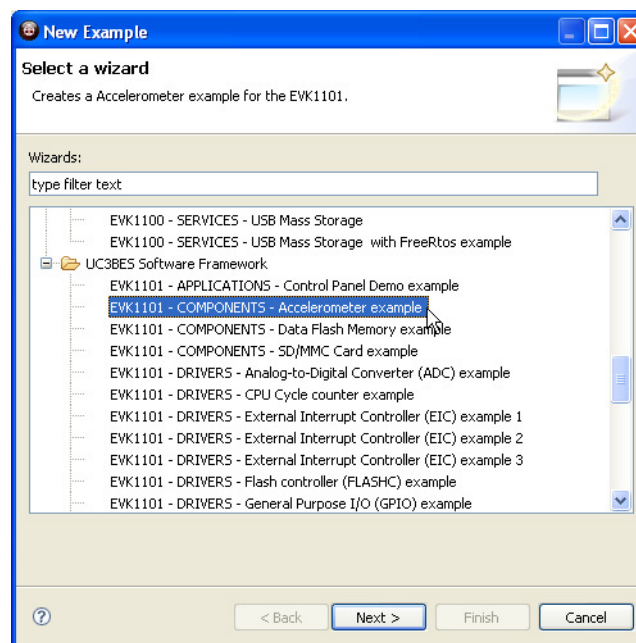 New Example
Select a wizard
Creates a Accelerometer example for the EVK1101.
Wizards:
type filter text
EVK1100 - SERVICES - USB Mass Storage
EVK1100 - SERVICES - USB Mass Storage with FreeRtos example
UC3BES Software Framework
EVK1101 - APPLICATIONS - Control Panel Demo example
EVK1101 - COMPONENTS - Accelerometer example
EVK1101 - COMPONENTS - Data Flash Memory example
EVK1101 - COMPONENTS - SD/MMC Card example
EVK1101 - DRIVERS - Analog-to-Digital Converter (ADC) example
EVK1101 - DRIVERS - CPU Cycle counter example
EVK1101 - DRIVERS - External Interrupt Controller (EIC) example 1
EVK1101 - DRIVERS - External Interrupt Controller (EIC) example 2
EVK1101 - DRIVERS - External Interrupt Controller (EIC) example 3
EVK1101 - DRIVERS - Flash controller (FLASHC) example
EVK1101 - DRIVERS - General Purpose I/O (GPIO) example
? < Back Next > Finish Cancel